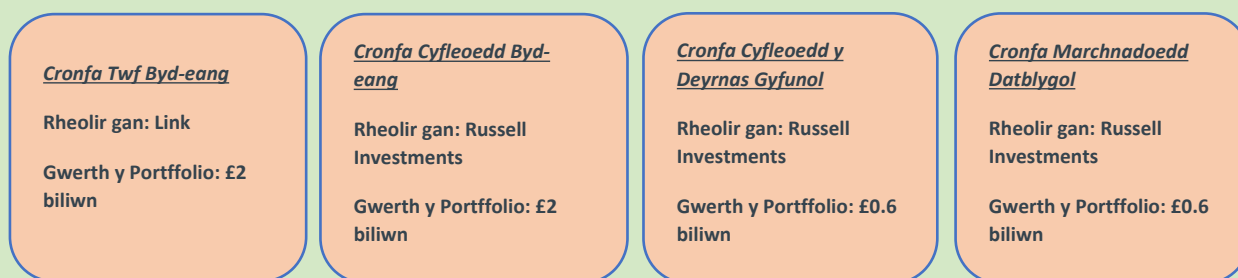 Cronfa Twf Byd-eang
Rheolir gan: Link
Gwerth y Portffolio: £2
biliwn
Cronfa Cyfleoedd Byd-
eang
Rheolir gan: Russell
Investments
Gwerth y Portffolio: £2
biliwn
Cronfa Cyfleoedd y
Deyrnas Gyfunol
Rheolir gan: Russell
Investments
Gwerth y Portffolio: £0.6
biliwn
Cronfa Marchnadoedd
Datblygol
Rheolir gan: Russell
Investments
Gwerth y Portffolio: £0.6
biliwn